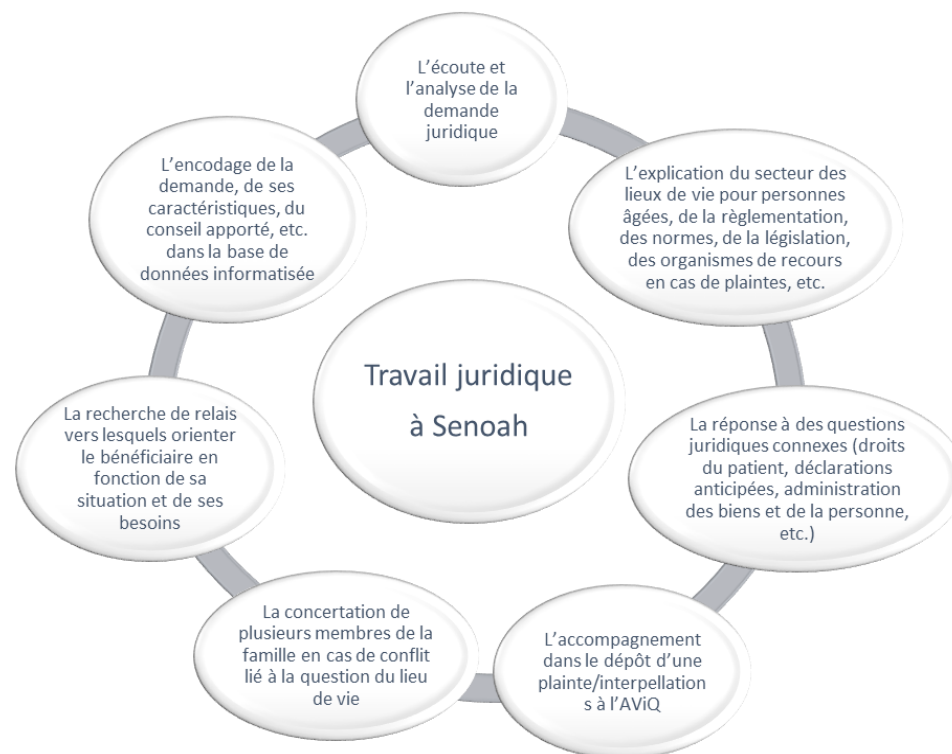 L'écoute et
l'analyse de la
demande
juridique
L'explication du secteur des
lieux de vie pour personnes
âgées, de la règlementation,
des normes, de la législation,
des organismes de recours
en cas de plaintes, etc.
La réponse à des questions
juridiques connexes (droits
du patient, déclarations
anticipées, administration
des biens et de la personne,
etc.)
L'accompagnement
dans le dépôt d'une
plainte/interpellation
s à l'AViQ
La concertation de
plusieurs membres de la
famille en cas de conflit
lié à la question du lieu
de vie
La recherche de relais
vers lesquels orienter
le bénéficiaire en
fonction de sa
situation et de ses
besoins
L'encodage de la
demande, de ses
caractéristiques, du
conseil apporté, etc.
dans la base de
données informatisée
Travail juridique
à Senoah